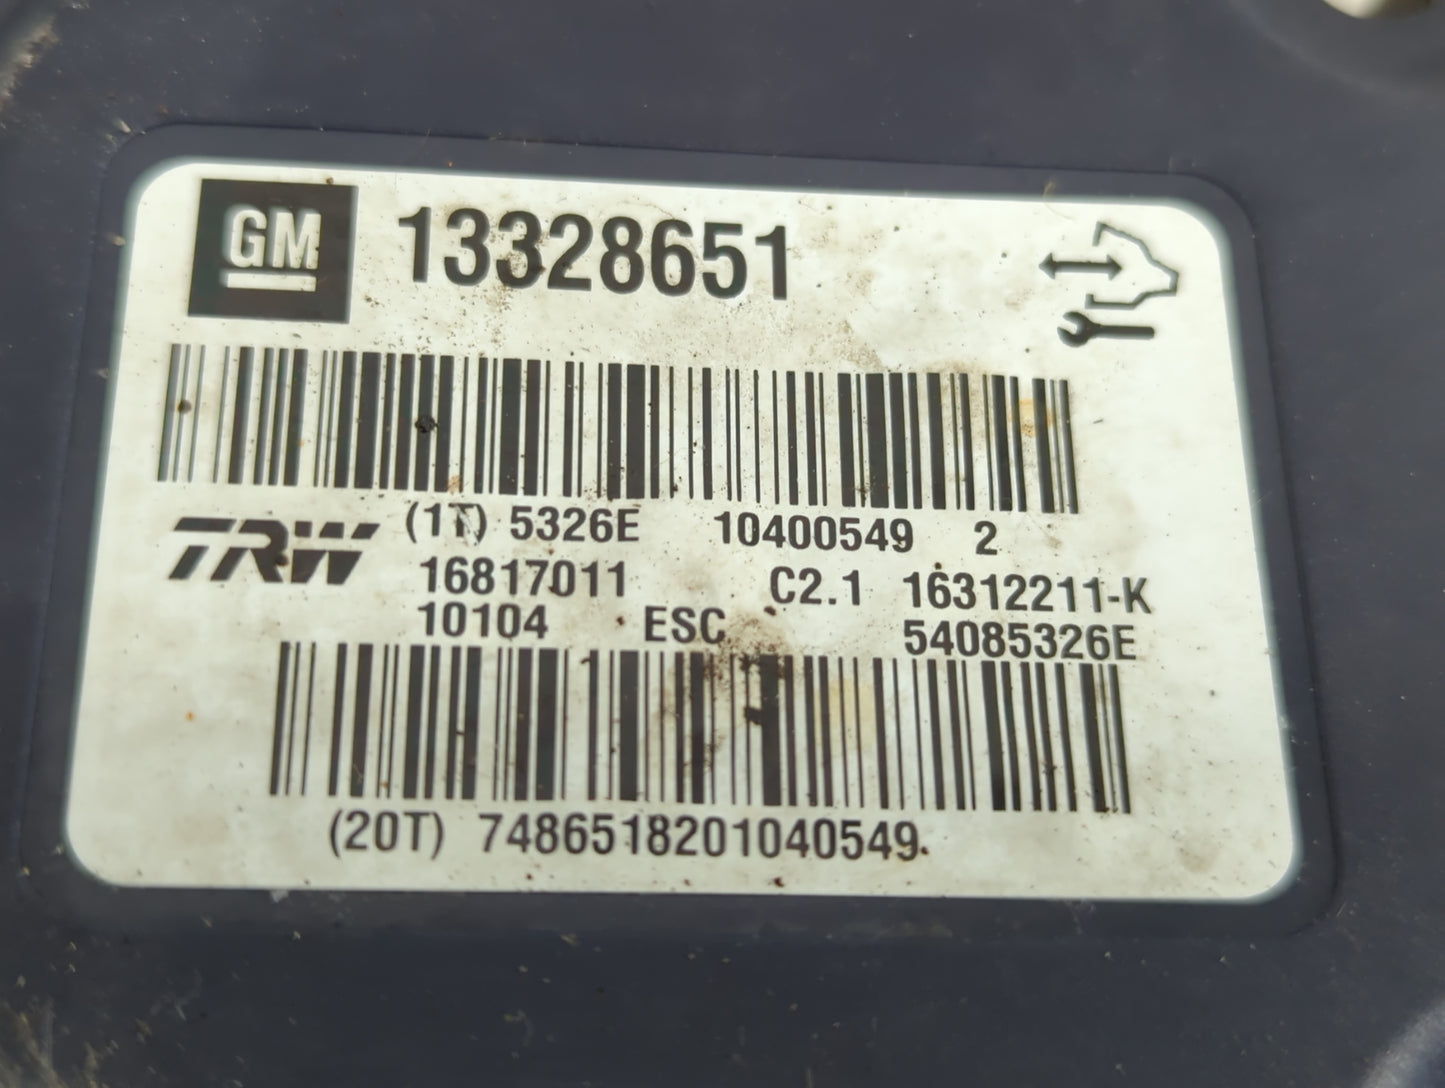 GM 13328651
(1T) 5326E 10400549 2
TRW 16817011 C2.1 16312211-K
10104 ESC 54085326E
(20T) 7486518201040549